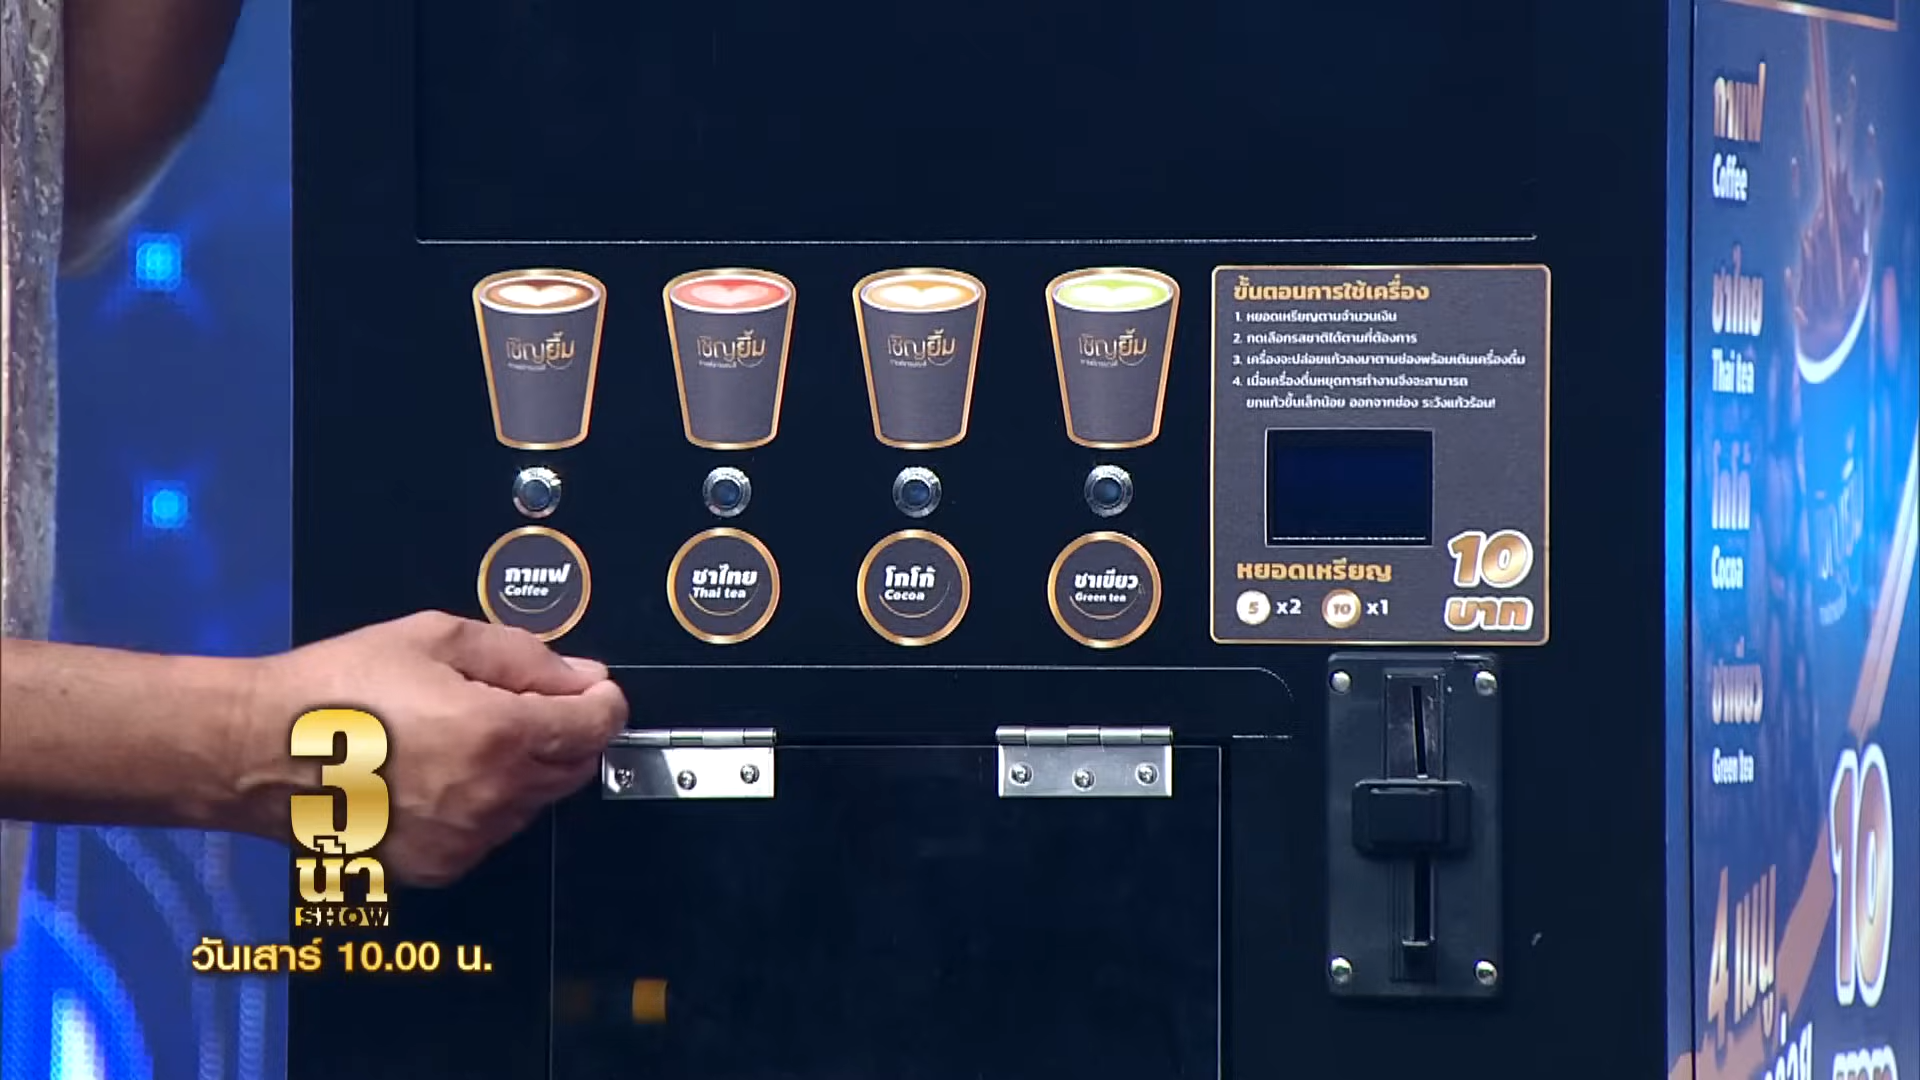 เชิญยิ้ม
เชิญยิ้ม
เชิญยิ้ม
เชิญยิ้ม
กาแฟ
Coffee
ชาไทย
Thai tea
โกโก้
Cocoa
ชาเขียว
Green tea
ขั้นตอนการใช้เครื่อง
1. หยอดเหรียญตามจำนวนเงิน
2. กดเลือกรสชาติได้ตามที่ต้องการ
3. เครื่องจะปล่อยแก้วลงมาตามช่องพร้อมเติมเครื่องดื่ม
4. เมื่อเครื่องดื่มหยุดการทำงานจึงจะสามารถ
ยกแก้วขึ้นเล็กน้อย ออกจากช่อง ระวังแก้วร้อน!
หยอดเหรียญ
5 x2 10 x1
10
บาท
กาแฟ
Coffee
ชาไทย
Thai tea
โกโก้
Cocoa
ชาเขียว
Green tea
4 เมนู
10
3
น้า
SHOW
วันเสาร์ 10.00 น.